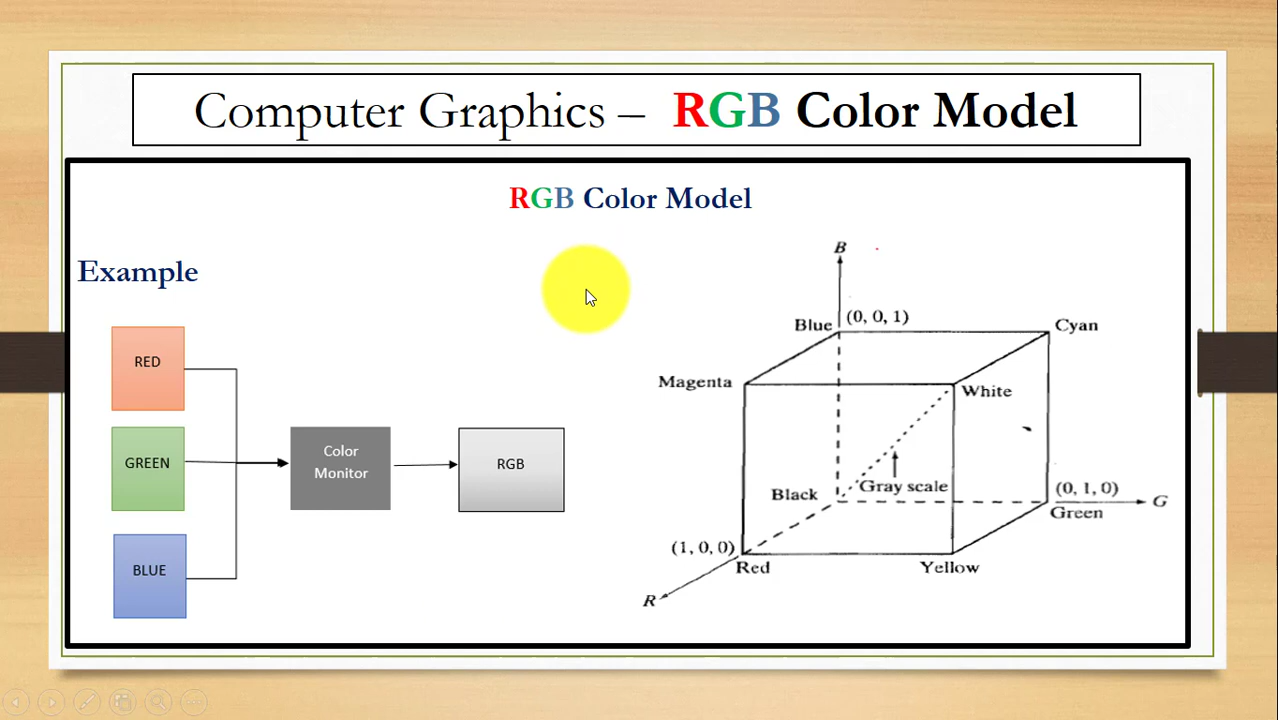 Computer Graphics – RGB Color Model
RGB Color Model
Example
RED
GREEN
BLUE
Color
Monitor
RGB
B
Blue
(0, 0, 1)
Cyan
Magenta
White
Black
Gray scale
(0, 1, 0)
Green
G
(1, 0, 0)
Red
Yellow
R